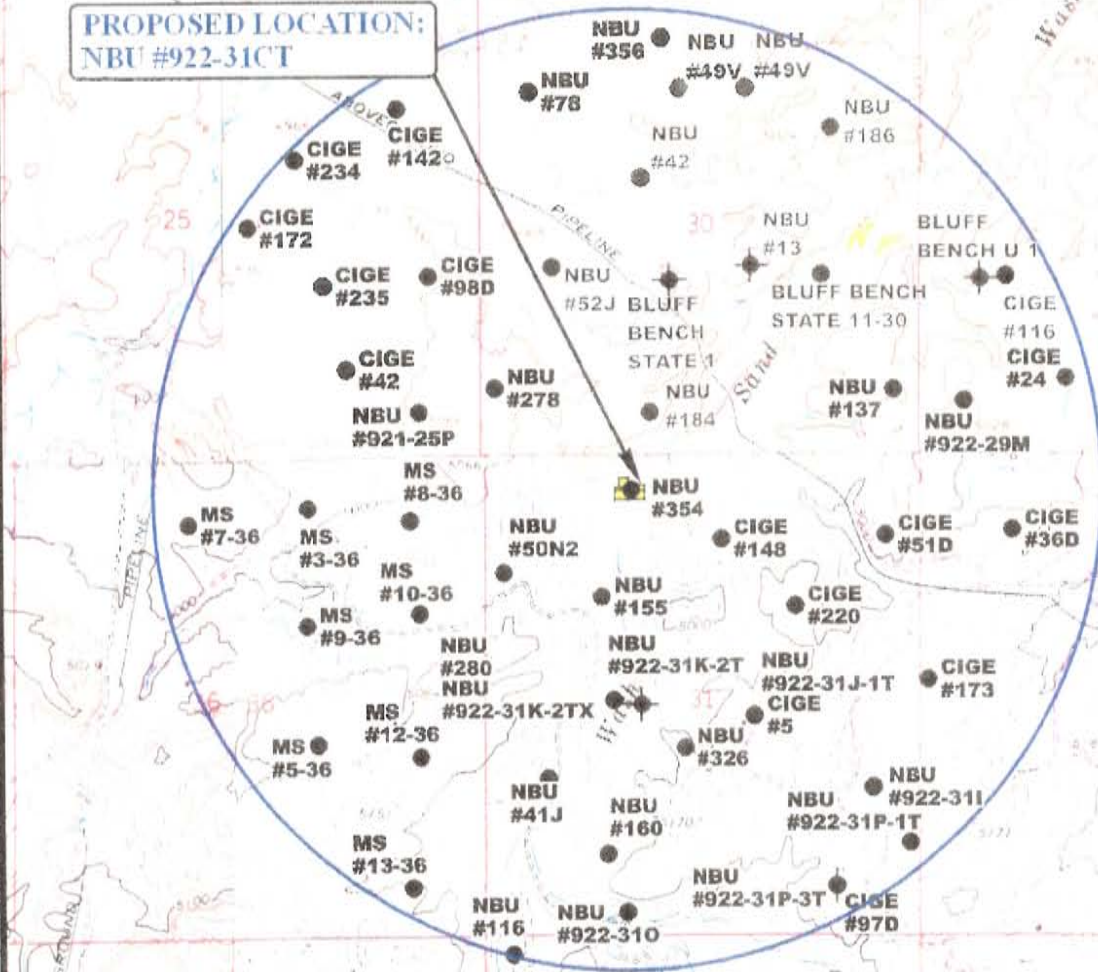 PROPOSED LOCATION:
NBU #922-31CT
NBU
#356
NBU
#49V
NBU
#49V
NBU
#78
NBU
#186
CIGE
#142
NBU
#42
CIGE
#234
25
PIPELINE
30
CIGE
#172
NBU
#13
BLUFF
BENCH U 1
CIGE
#98D
CIGE
#235
NBU
#52J
BLUFF
BENCH
STATE 1
BLUFF BENCH
STATE 11-30
CIGE
#116
CIGE
#24
CIGE
#42
NBU
#278
Sand
NBU
#137
NBU
#921-25P
NBU
#184
NBU
#922-29M
MS
#8-36
NBU
#354
MS
#7-36
MS
#3-36
NBU
#50N2
CIGE
#148
CIGE
#51D
CIGE
#36D
PIPELINE
MS
#10-36
NBU
#155
CIGE
#220
MS
#9-36
NBU
#280
NBU
#922-31K-2TX
NBU
#922-31K-2T
NBU
#922-31J-1T
CIGE
#173
31
CIGE
#5
MS
#12-36
MS
#5-36
Wash
NBU
#326
NBU
#41J
NBU
#922-31I
NBU
#922-31P-1T
NBU
#160
MS
#13-36
NBU
#922-31P-3T
CIGE
#97D
NBU
#116
NBU
#922-31O